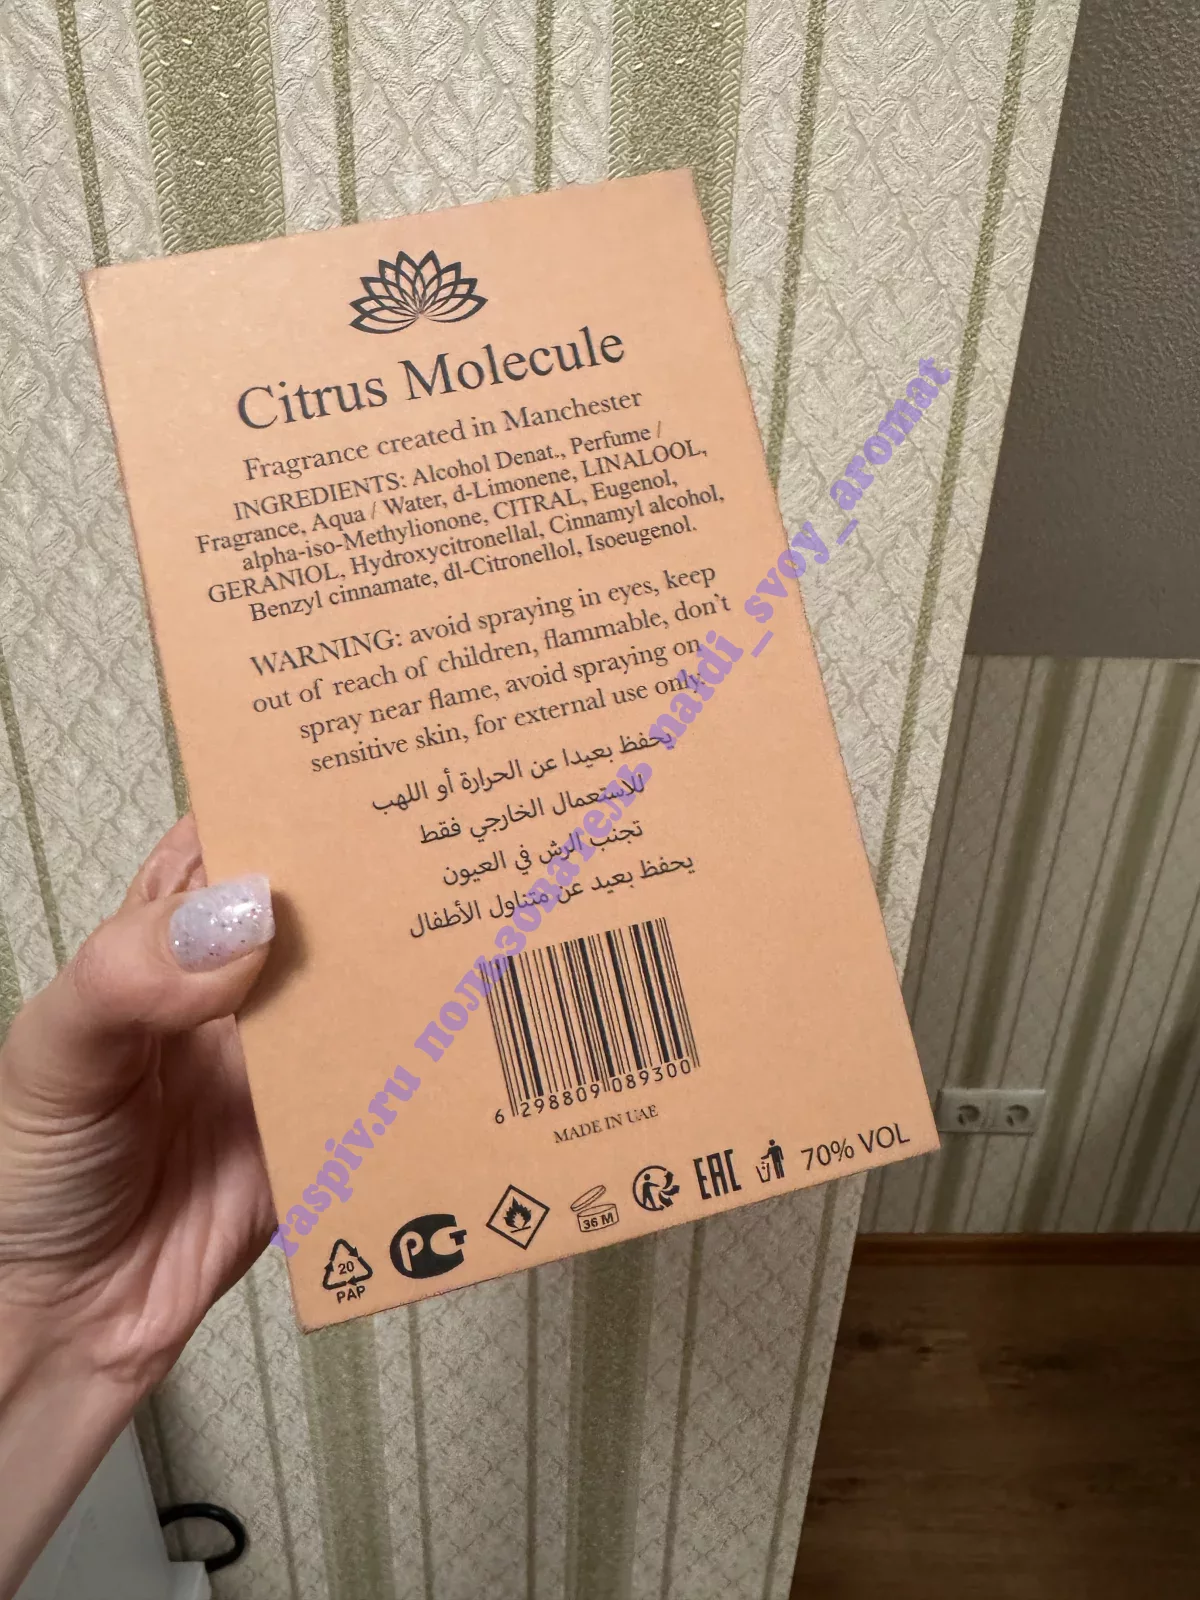 Citrus Molecule
Fragrance created in Manchester
INGREDIENTS: Alcohol Denat., Perfume /
Fragrance, Aqua / Water, d-Limonene, LINALOOL,
alpha-iso-Methylionone, CITRAL, Eugenol,
GERANIOL, Hydroxycitronellal, Cinnamyl alcohol,
Benzyl cinnamate, dl-Citronellol, Isoeugenol.
WARNING: avoid spraying in eyes, keep
out of reach of children, flammable, don't
spray near flame, avoid spraying on
sensitive skin, for external use only.
يحفظ بعيدا عن الحرارة أو اللهب
للاستعمال الخارجي فقط
تجنب الرش في العيون
يحفظ بعيد عن متناول الأطفال
6 298809 089300
MADE IN UAE
20
PAP
РСТ
36 M
EAC
70% VOL
raspiv.ru пользователь naidi_svoy_aromat